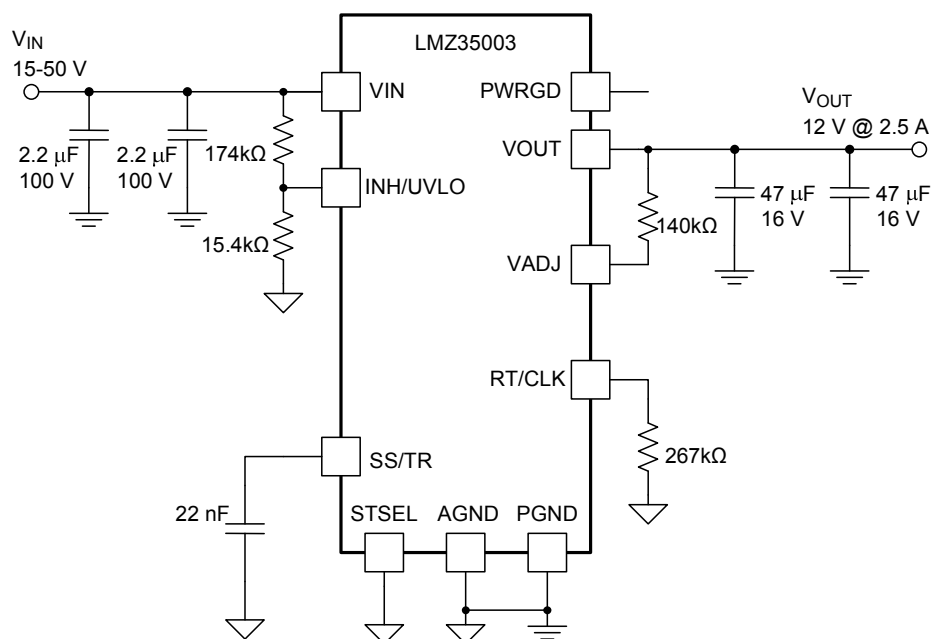 LMZ35003
VIN
15-50 V
VIN
PWRGD
VOUT
12 V @ 2.5 A
VOUT
2.2 μF
100 V
2.2 μF
100 V
174kΩ
INH/UVLO
15.4kΩ
140kΩ
47 μF
16 V
47 μF
16 V
VADJ
RT/CLK
267kΩ
SS/TR
22 nF
STSEL
AGND
PGND